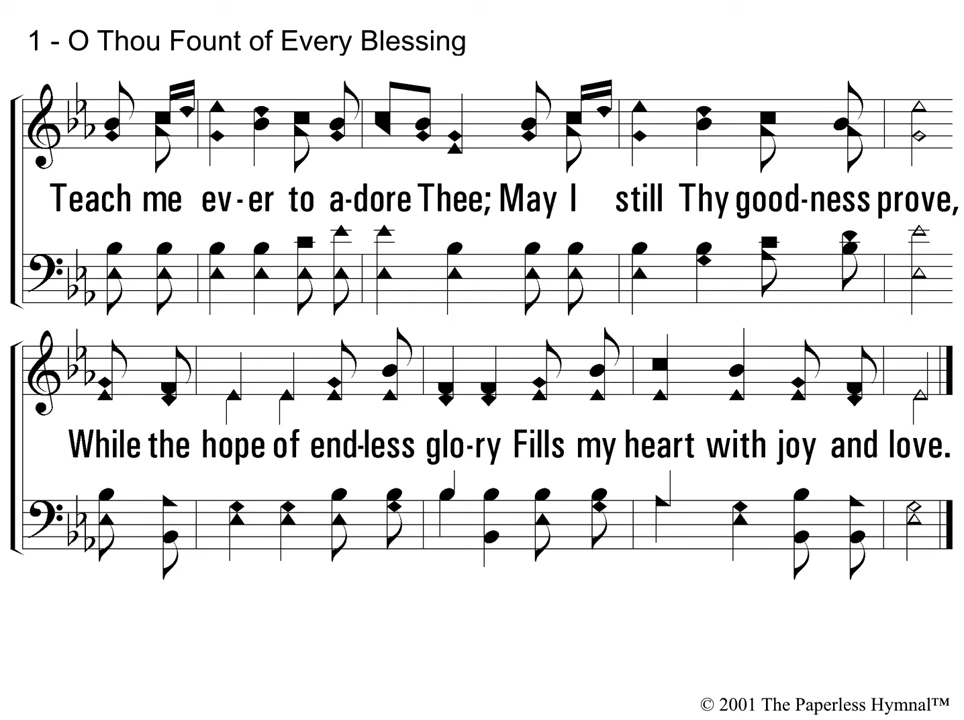 1 - O Thou Fount of Every Blessing
Teach me ev - er to a-dore Thee; May I still Thy good-ness prove,
While the hope of end-less glo-ry Fills my heart with joy and love.
© 2001 The Paperless Hymnal™